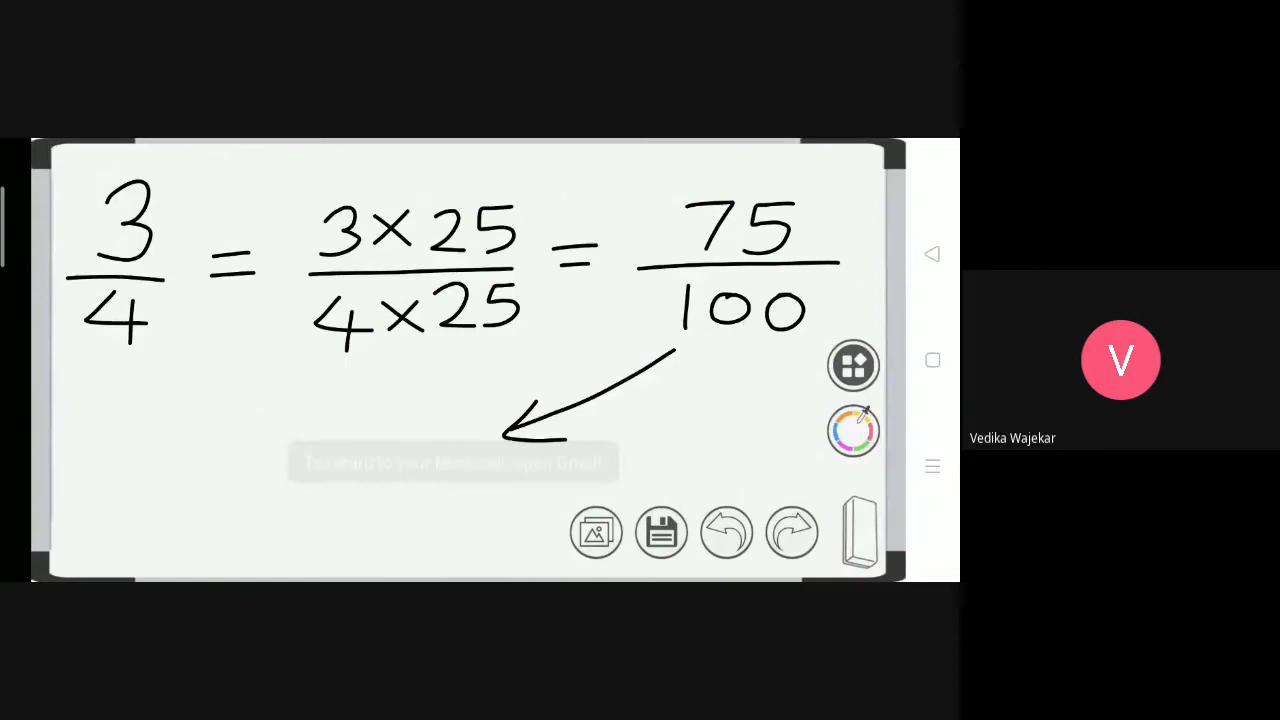 3/4 = 3×25/4×25 = 75/100
V
Vedika Wajekar